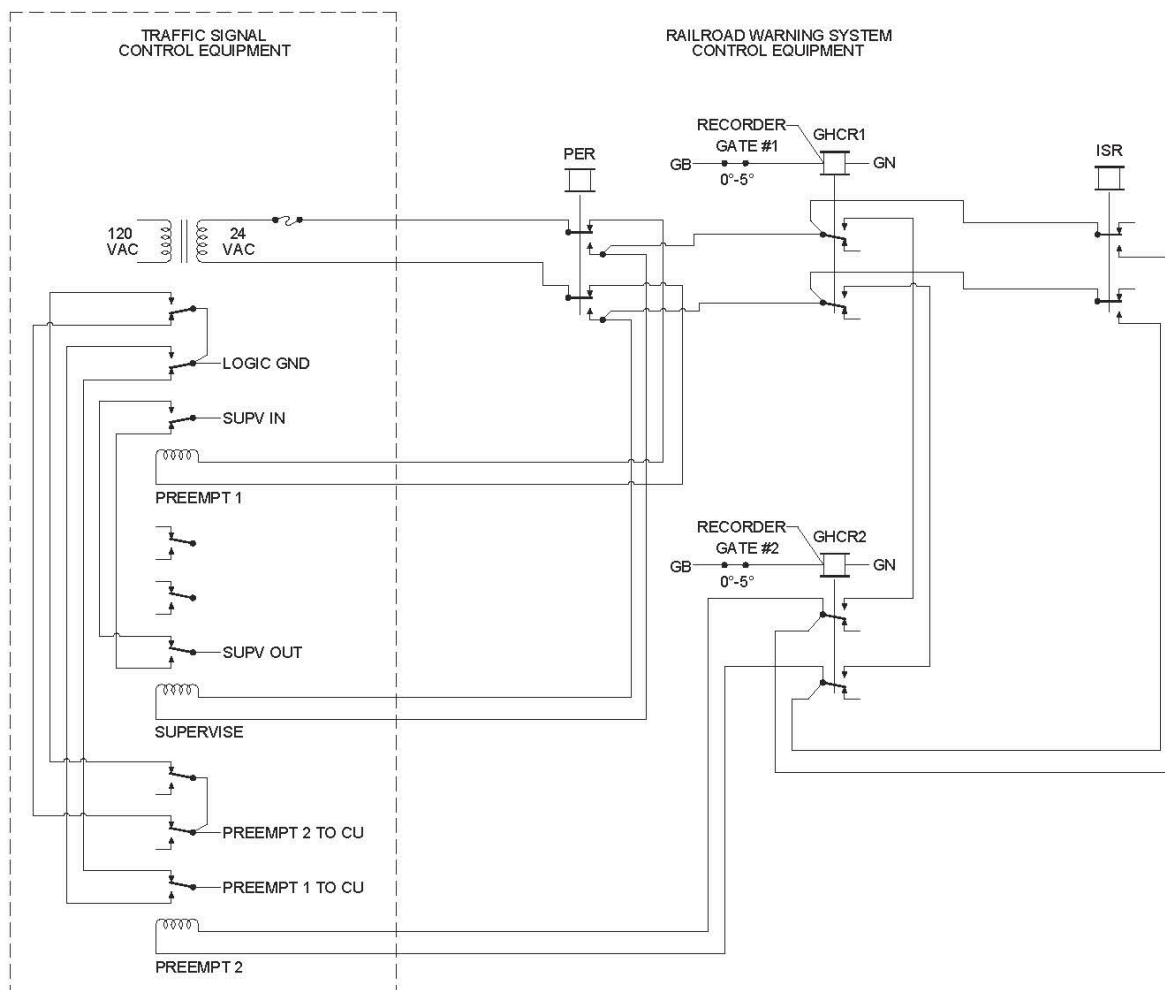 TRAFFIC SIGNAL
CONTROL EQUIPMENT
RAILROAD WARNING SYSTEM
CONTROL EQUIPMENT
RECORDER
GHCR1
PER
GATE #1
ISR
GB
GN
0°-5°
120
VAC
24
VAC
LOGIC GND
SUPV IN
PREEMPT 1
RECORDER
GHCR2
GATE #2
GB
GN
0°-5°
SUPV OUT
SUPERVISE
PREEMPT 2 TO CU
PREEMPT 1 TO CU
PREEMPT 2